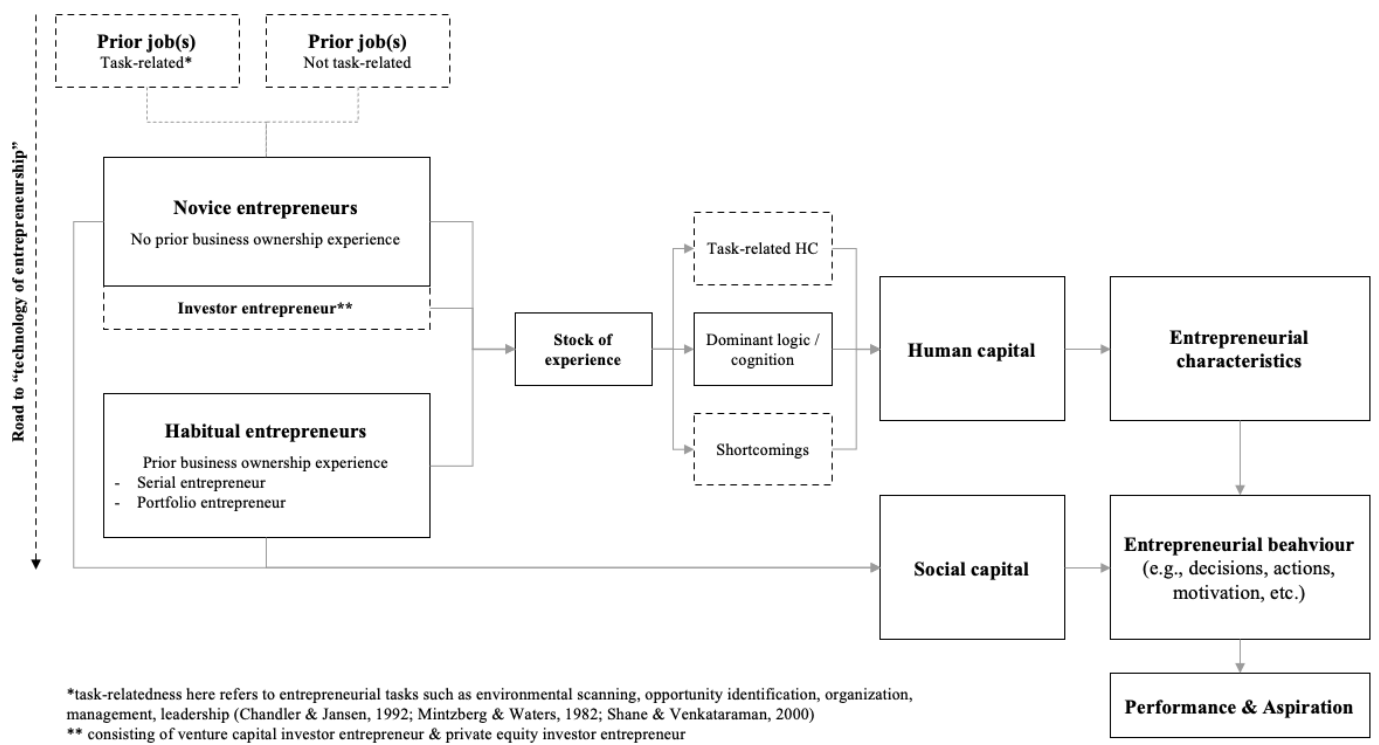 Road to “technology of entrepreneurship”
Prior job(s)
Task-related*
Prior job(s)
Not task-related
Novice entrepreneurs
No prior business ownership experience
Investor entrepreneur**
Habitual entrepreneurs
Prior business ownership experience
- Serial entrepreneur
- Portfolio entrepreneur
Stock of
experience
Task-related HC
Dominant logic /
cognition
Shortcomings
Human capital
Entrepreneurial
characteristics
Social capital
Entrepreneurial beahviour
(e.g., decisions, actions,
motivation, etc.)
Performance & Aspiration
*task-relatedness here refers to entrepreneurial tasks such as environmental scanning, opportunity identification, organization,
management, leadership (Chandler & Jansen, 1992; Mintzberg & Waters, 1982; Shane & Venkataraman, 2000)
** consisting of venture capital investor entrepreneur & private equity investor entrepreneur